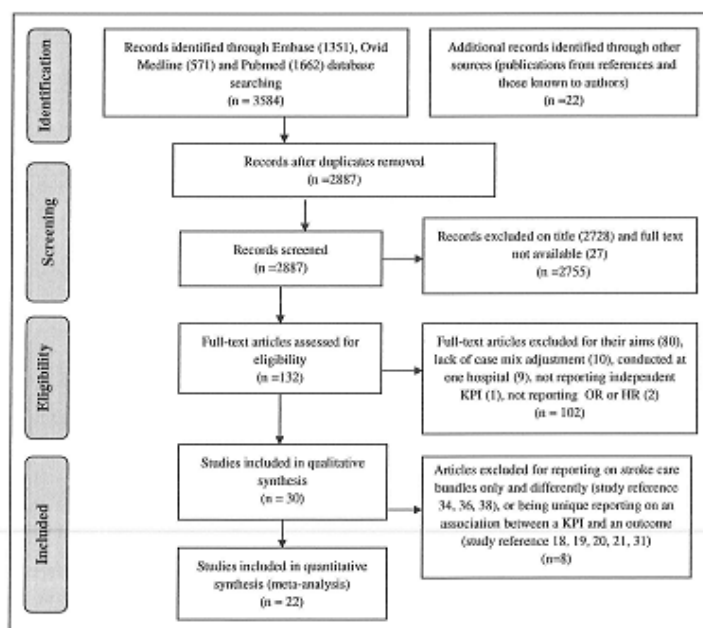 Identification
Records identified through Embase (1351), Ovid
Medline (571) and Pubmed (1662) database
searching
(n = 3584)
Additional records identified through other
sources (publications from references and
those known to authors)
(n =22)
Records after duplicates removed
(n =2887)
Screening
Records screened
(n =2887)
Records excluded on title (2728) and full text
not available (27)
(n =2755)
Eligibility
Full-text articles assessed for
eligibility
(n =132)
Full-text articles excluded for their aims (80),
lack of case mix adjustment (10), conducted at
one hospital (9), not reporting independent
KPI (1), not reporting OR or HR (2)
(n = 102)
Included
Studies included in qualitative
synthesis
(n = 30)
Articles excluded for reporting on stroke care
bundles only and differently (study reference
34, 36, 38), or being unique reporting on an
association between a KPI and an outcome
(study reference 18, 19, 20, 21, 31)
(n=8)
Studies included in quantitative
synthesis (meta-analysis)
(n = 22)